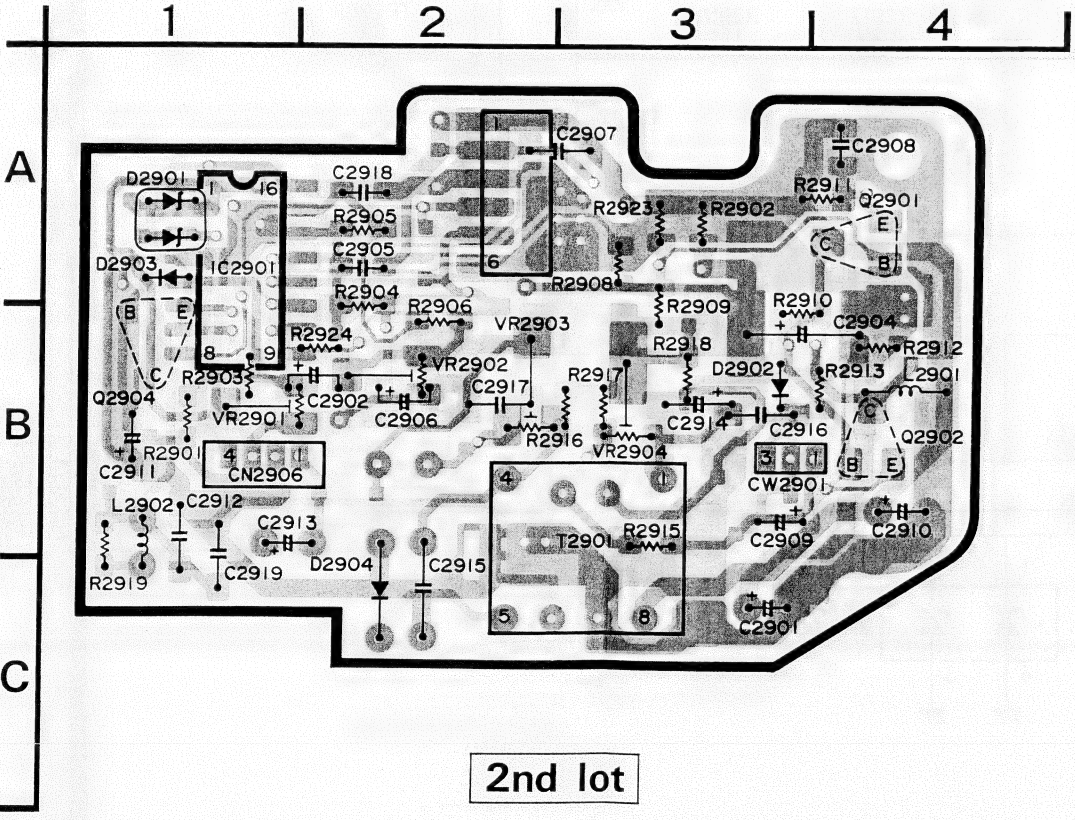 1 2 3 4
A
B
C
C2907
C2908
C2918
D2901
1 16
1
R2911
Q2901
R2905
R2923
R2902
E
C
B
C2905
D2903
IC2901
6
R2908
R2904
R2906
R2909
R2910
B E
VR2903
C2904
R2924
R2918
8 9
VR2902
D2902
R2912
R2903
C
R2917
R2913
L2901
Q2904
C2902
C2917
C
VR2901
C2906
C2914
C2916
R2901
R2916
VR2904
Q2902
C2911
4 1
CN2906
3 1
B E
4 1
CW2901
L2902
C2912
C2913
C2909
C2910
T2901
R2915
R2919
C2919
D2904
C2915
5 8
C2901
2nd lot